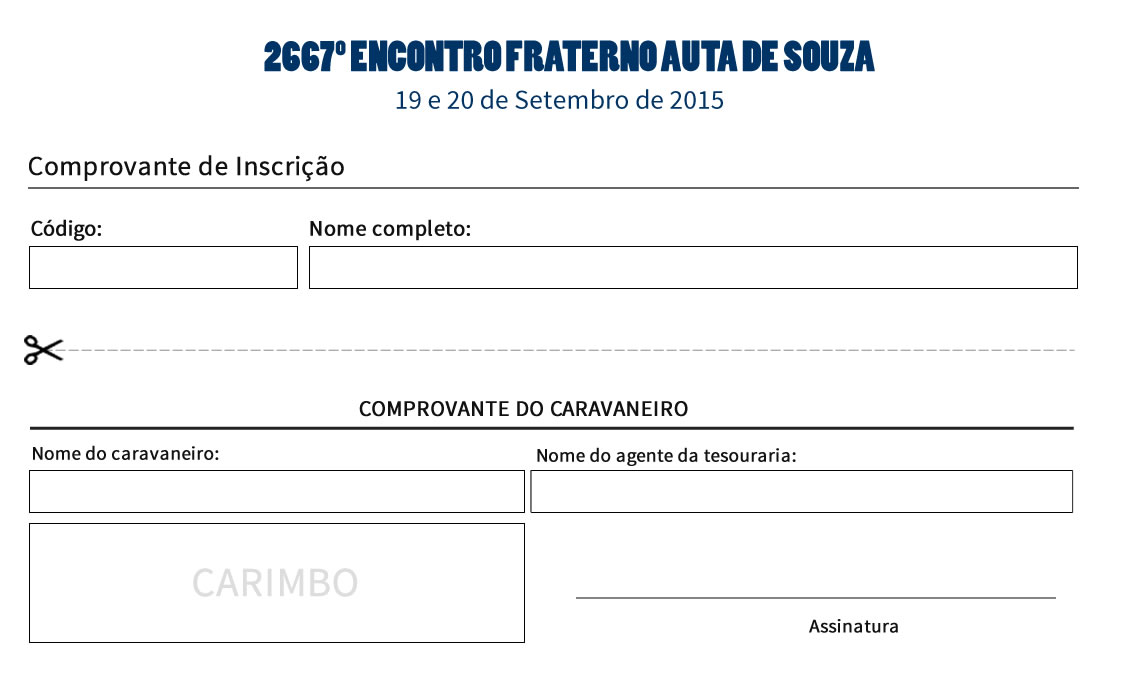 2667º ENCONTRO FRATERNO AUTA DE SOUZA
19 e 20 de Setembro de 2015
Comprovante de Inscrição
Código: Nome completo:
COMPROVANTE DO CARAVANEIRO
Nome do caravaneiro: Nome do agente da tesouraria:
CARIMBO
Assinatura